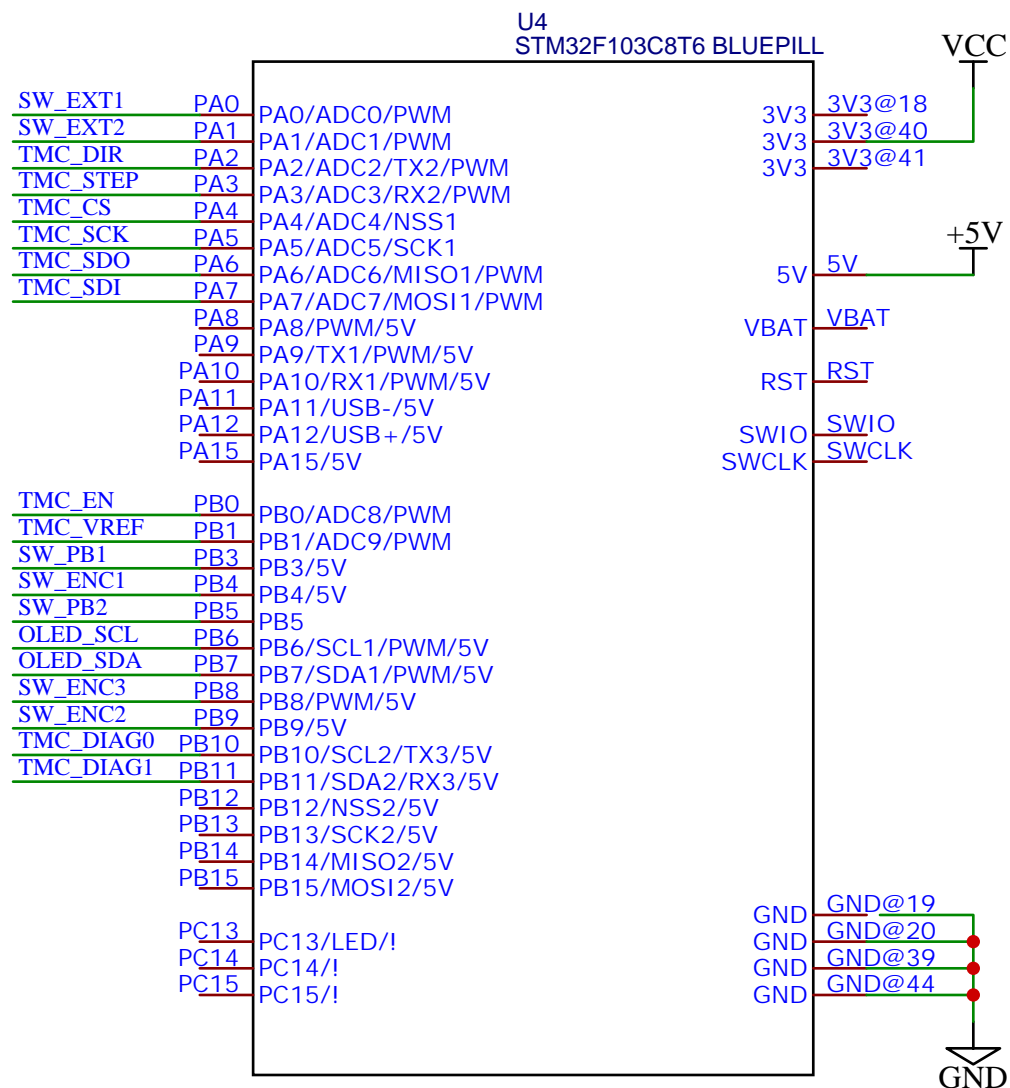 U4
STM32F103C8T6 BLUEPILL
VCC
SW_EXT1 PA0 PA0/ADC0/PWM 3V3 3V3@18
SW_EXT2 PA1 PA1/ADC1/PWM 3V3 3V3@40
TMC_DIR PA2 PA2/ADC2/TX2/PWM 3V3 3V3@41
TMC_STEP PA3 PA3/ADC3/RX2/PWM
TMC_CS PA4 PA4/ADC4/NSS1
TMC_SCK PA5 PA5/ADC5/SCK1
+5V
TMC_SDO PA6 PA6/ADC6/MISO1/PWM 5V 5V
TMC_SDI PA7 PA7/ADC7/MOSI1/PWM
PA8 PA8/PWM/5V VBAT VBAT
PA9 PA9/TX1/PWM/5V
PA10 PA10/RX1/PWM/5V RST RST
PA11 PA11/USB-/5V
PA12 PA12/USB+/5V SWIO SWIO
PA15 PA15/5V SWCLK SWCLK
TMC_EN PB0 PB0/ADC8/PWM
TMC_VREF PB1 PB1/ADC9/PWM
SW_PB1 PB3 PB3/5V
SW_ENC1 PB4 PB4/5V
SW_PB2 PB5 PB5
OLED_SCL PB6 PB6/SCL1/PWM/5V
OLED_SDA PB7 PB7/SDA1/PWM/5V
SW_ENC3 PB8 PB8/PWM/5V
SW_ENC2 PB9 PB9/5V
TMC_DIAG0 PB10 PB10/SCL2/TX3/5V
TMC_DIAG1 PB11 PB11/SDA2/RX3/5V
PB12 PB12/NSS2/5V
PB13 PB13/SCK2/5V
PB14 PB14/MISO2/5V
PB15 PB15/MOSI2/5V
GND GND@19
PC13 PC13/LED/! GND GND@20
PC14 PC14/! GND GND@39
PC15 PC15/! GND GND@44
GND